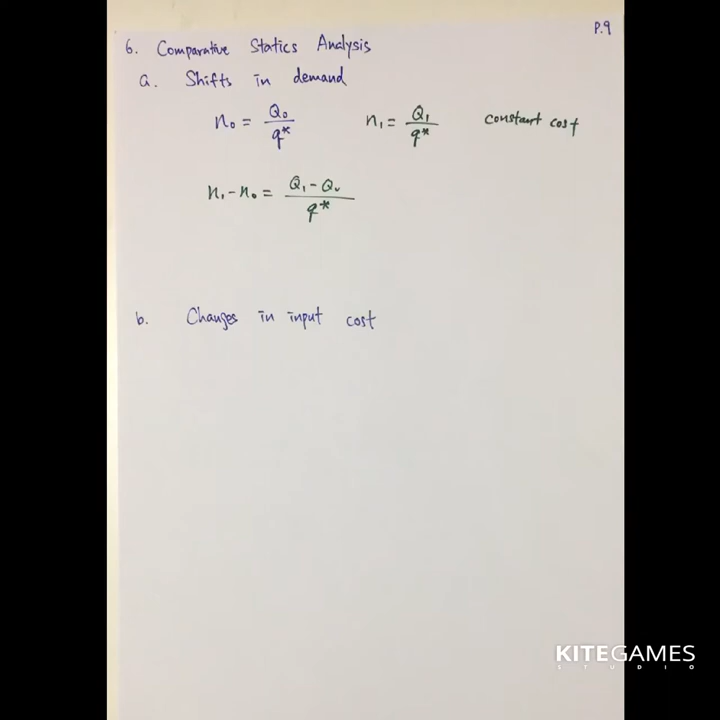 P.9
6. Comparative Statics Analysis
a. Shifts in demand
n₀ = Q₀/q* n₁ = Q₁/q* constant cost
n₁ - n₀ = (Q₁ - Q₀)/q*
b. Changes in input cost
KITEGAMES
STUDIO